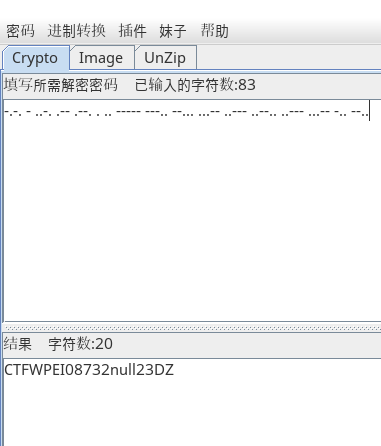 密码 进制转换 插件 妹子 帮助
Crypto Image UnZip
填写所需解密密码 已输入的字符数:83
-.-. - ..-. .-- .--. . .. ----- ---.. --... ...-- ..--- ..--.. ..--- ...-- -.. --..
结果 字符数:20
CTFWPEI08732null23DZ